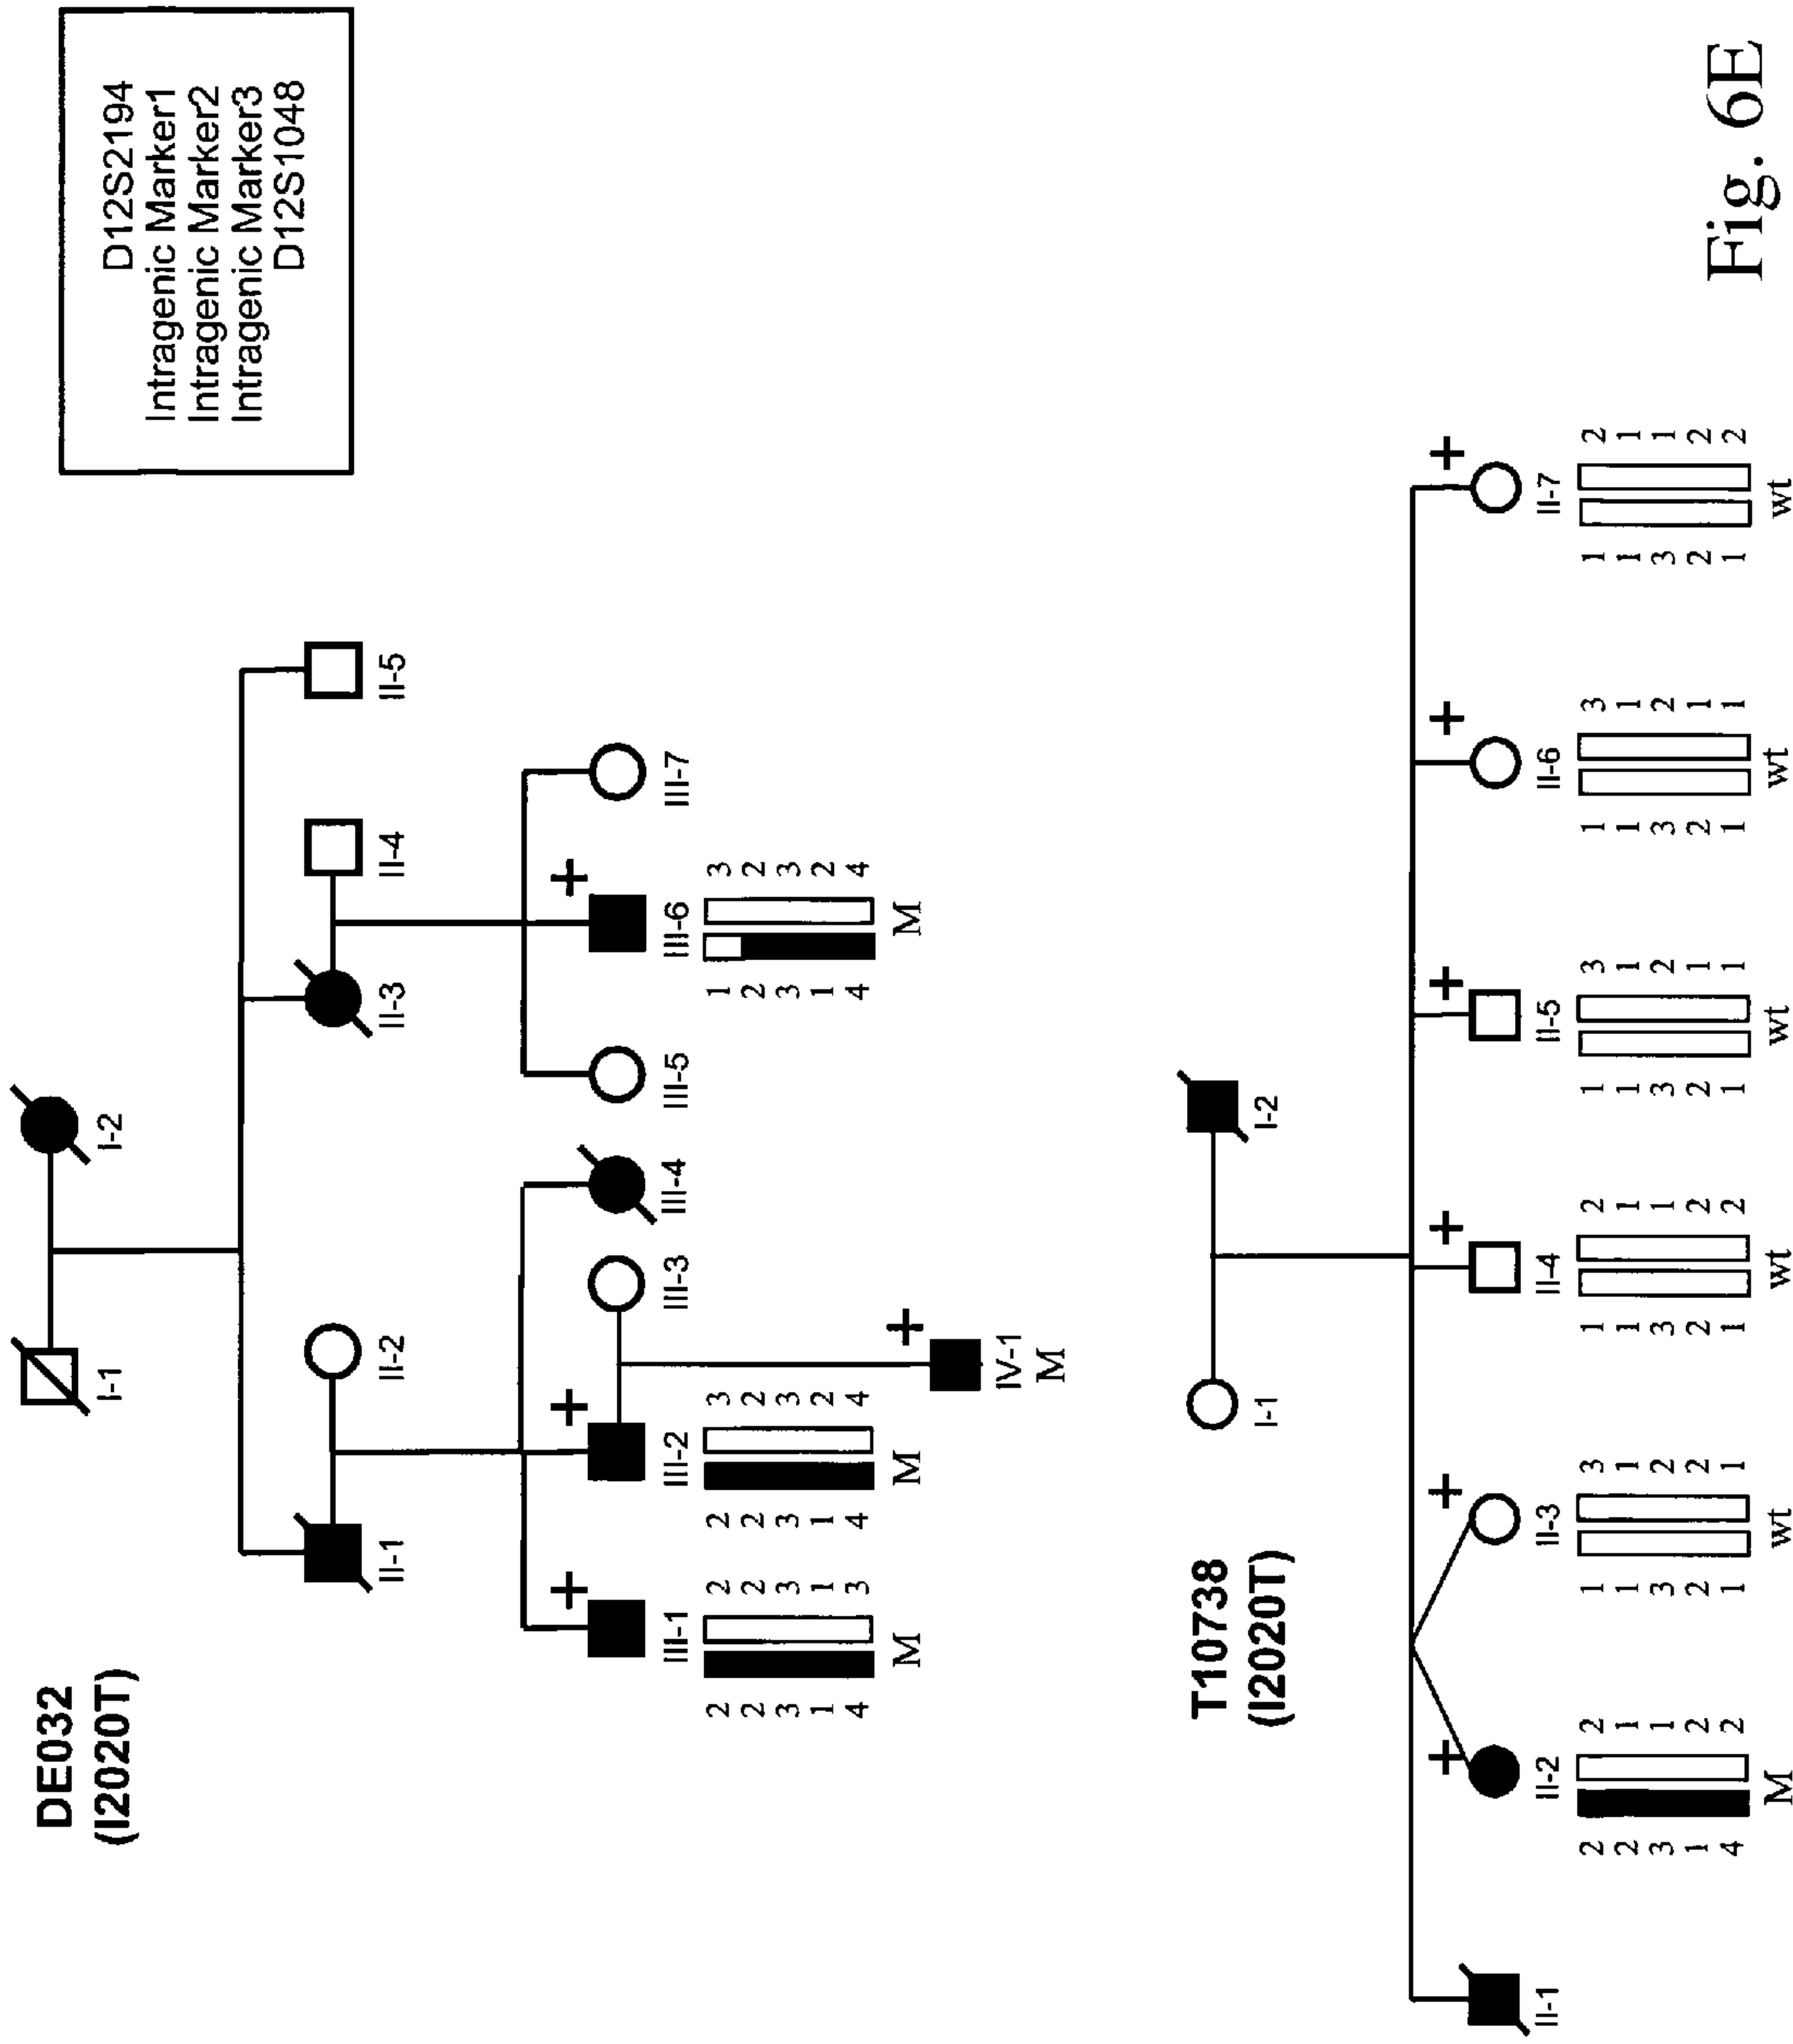 DE032
(I2020T)
D12S2194
Intragenic Marker1
Intragenic Marker2
Intragenic Marker3
D12S1048
I-1 I-2
II-1 II-2 II-3 II-4 II-5
+ + +
III-1 III-2 III-3 III-4 III-5 III-6 III-7
2 2 2 3 1 3
2 2 2 2 2 2
3 3 3 3 3 3
1 1 1 2 1 2
4 3 4 4 4 4
M M M
+
IV-1
M
T10738
(I2020T)
I-1 I-2
+ + + + + +
II-1 II-2 II-3 II-4 II-5 II-6 II-7
2 2 1 3 1 2 1 3 1 3 1 2
2 1 1 1 1 1 1 1 1 1 1 1
3 1 3 2 3 1 3 2 3 2 3 1
1 2 2 2 2 2 2 1 2 1 2 2
4 2 1 1 1 2 1 1 1 1 1 2
M wt wt wt wt wt
Fig. 6E